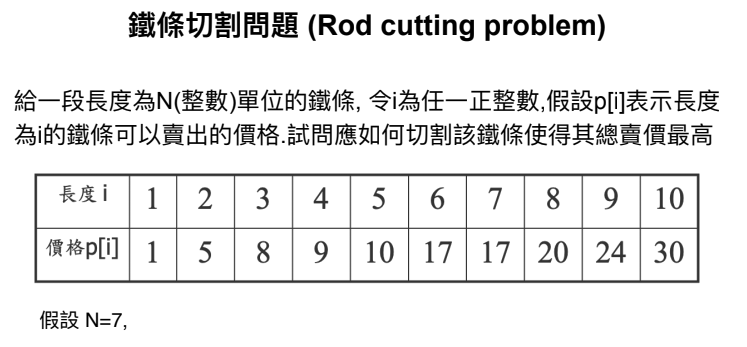 鐵條切割問題 (Rod cutting problem)
給一段長度為N(整數)單位的鐵條, 令i為任一正整數,假設p[i]表示長度
為i的鐵條可以賣出的價格.試問應如何切割該鐵條使得其總賣價最高
長度 i 1 2 3 4 5 6 7 8 9 10
價格p[i] 1 5 8 9 10 17 17 20 24 30
假設 N=7,